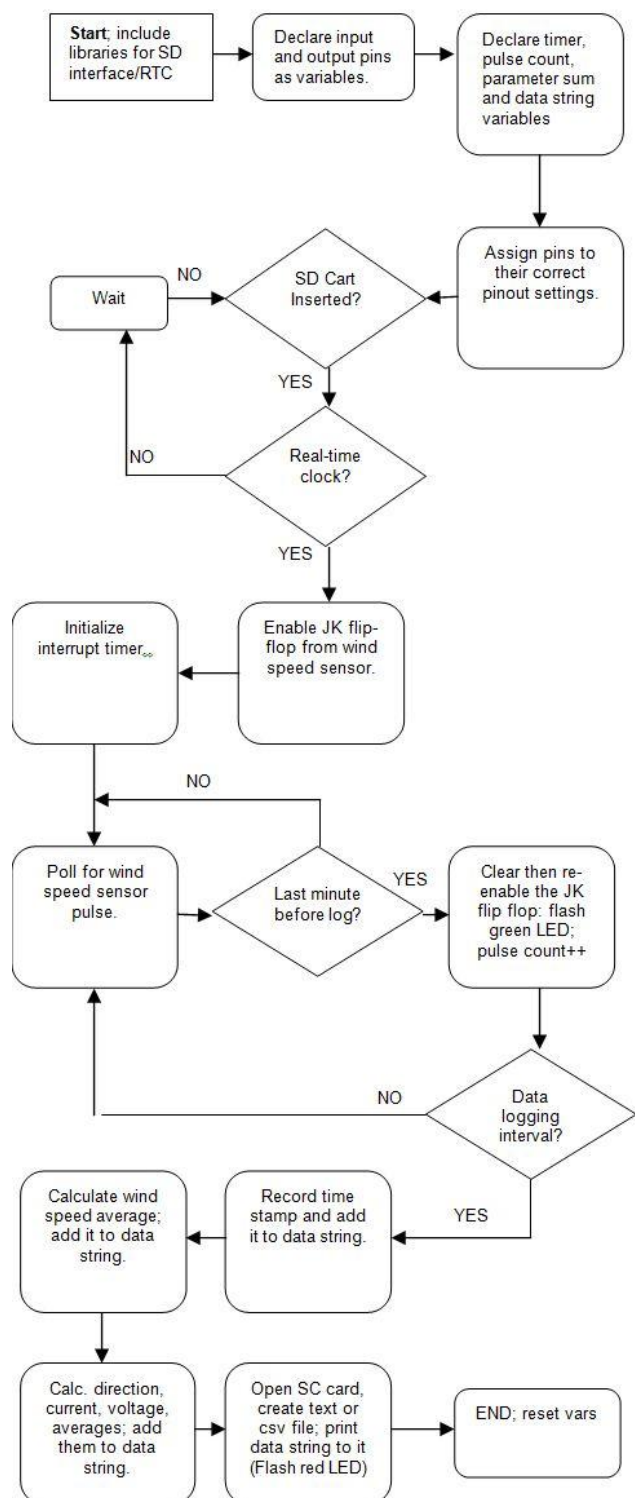 Start; include
libraries for SD
interface/RTC
Declare input
and output pins
as variables.
Declare timer,
pulse count,
parameter sum
and data string
variables
Assign pins to
their correct
pinout settings.
SD Cart
Inserted?
NO
Wait
YES
Real-time
clock?
NO
YES
Enable JK flip-
flop from wind
speed sensor.
Initialize
interrupt timer..
NO
Poll for wind
speed sensor
pulse.
Last minute
before log?
YES
Clear then re-
enable the JK
flip flop: flash
green LED;
pulse count++
Data
logging
interval?
NO
YES
Record time
stamp and add
it to data string.
Calculate wind
speed average;
add it to data
string.
Calc. direction,
current, voltage,
averages; add
them to data
string.
Open SC card,
create text or
csv file; print
data string to it
(Flash red LED)
END; reset vars